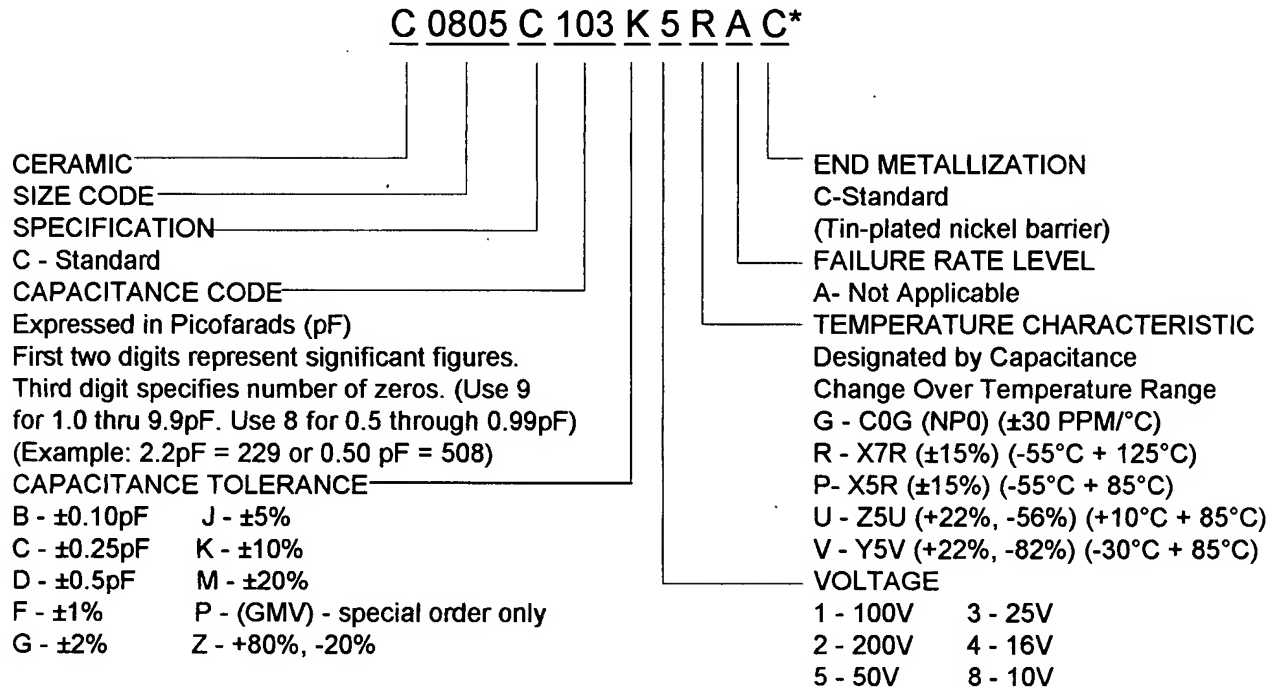 C 0805 C 103 K 5 R A C*
CERAMIC
SIZE CODE
SPECIFICATION
C - Standard
CAPACITANCE CODE
Expressed in Picofarads (pF)
First two digits represent significant figures.
Third digit specifies number of zeros. (Use 9
for 1.0 thru 9.9pF. Use 8 for 0.5 through 0.99pF)
(Example: 2.2pF = 229 or 0.50 pF = 508)
CAPACITANCE TOLERANCE
B - ±0.10pF J - ±5%
C - ±0.25pF K - ±10%
D - ±0.5pF M - ±20%
F - ±1% P - (GMV) - special order only
G - ±2% Z - +80%, -20%
END METALLIZATION
C-Standard
(Tin-plated nickel barrier)
FAILURE RATE LEVEL
A- Not Applicable
TEMPERATURE CHARACTERISTIC
Designated by Capacitance
Change Over Temperature Range
G - C0G (NP0) (±30 PPM/°C)
R - X7R (±15%) (-55°C + 125°C)
P- X5R (±15%) (-55°C + 85°C)
U - Z5U (+22%, -56%) (+10°C + 85°C)
V - Y5V (+22%, -82%) (-30°C + 85°C)
VOLTAGE
1 - 100V 3 - 25V
2 - 200V 4 - 16V
5 - 50V 8 - 10V